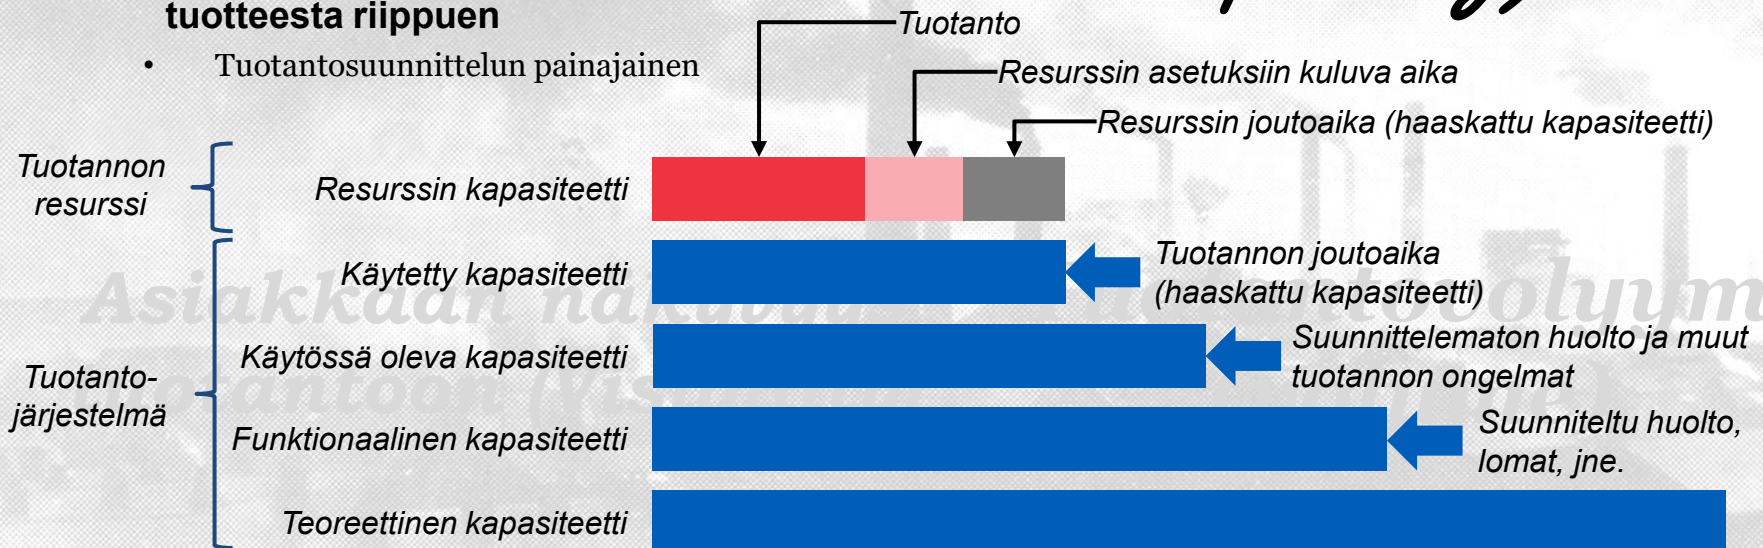 tuotteesta riippuen
• Tuotantosuunnittelun painajainen
Tuotanto
Resurssin asetuksiin kuluva aika
Resurssin joutoaika (haaskattu kapasiteetti)
Tuotannon
resurssi
Resurssin kapasiteetti
Käytetty kapasiteetti
Tuotannon joutoaika
(haaskattu kapasiteetti)
Asiakkaan
Käytössä oleva kapasiteetti
Suunnittelematon huolto ja muut
tuotannon ongelmat
Tuotanto-
järjestelmä
Funktionaalinen kapasiteetti
Suunniteltu huolto,
lomat, jne.
Teoreettinen kapasiteetti